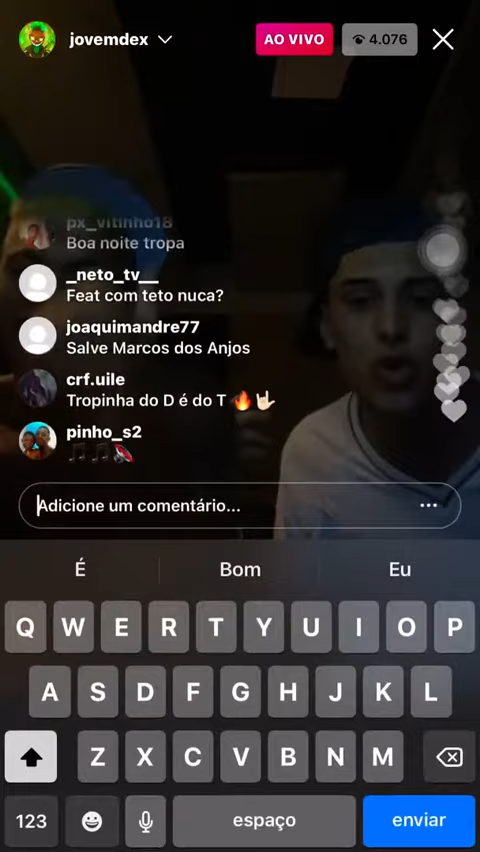 jovemdex
AO VIVO
4.076
px_vitinho18
Boa noite tropa
_neto_tv__
Feat com teto nuca?
joaquimandre77
Salve Marcos dos Anjos
crf.uile
Tropinha do D é do T 🔥🤘🏻
pinho_s2
🎵🎵
Adicione um comentário...
É Bom Eu
Q W E R T Y U I O P
A S D F G H J K L
Z X C V B N M
123 espaço enviar